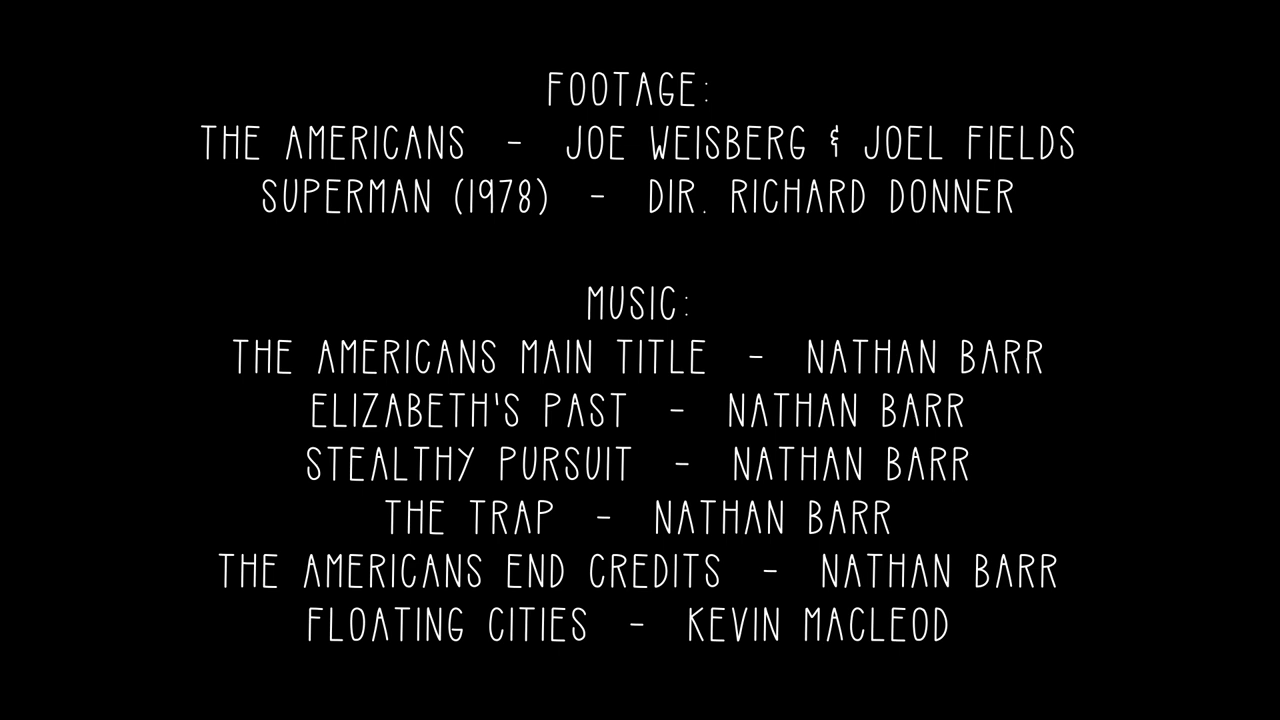 FOOTAGE:
THE AMERICANS - JOE WEISBERG & JOEL FIELDS
SUPERMAN (1978) - DIR. RICHARD DONNER
MUSIC:
THE AMERICANS MAIN TITLE - NATHAN BARR
ELIZABETH'S PAST - NATHAN BARR
STEALTHY PURSUIT - NATHAN BARR
THE TRAP - NATHAN BARR
THE AMERICANS END CREDITS - NATHAN BARR
FLOATING CITIES - KEVIN MACLEOD